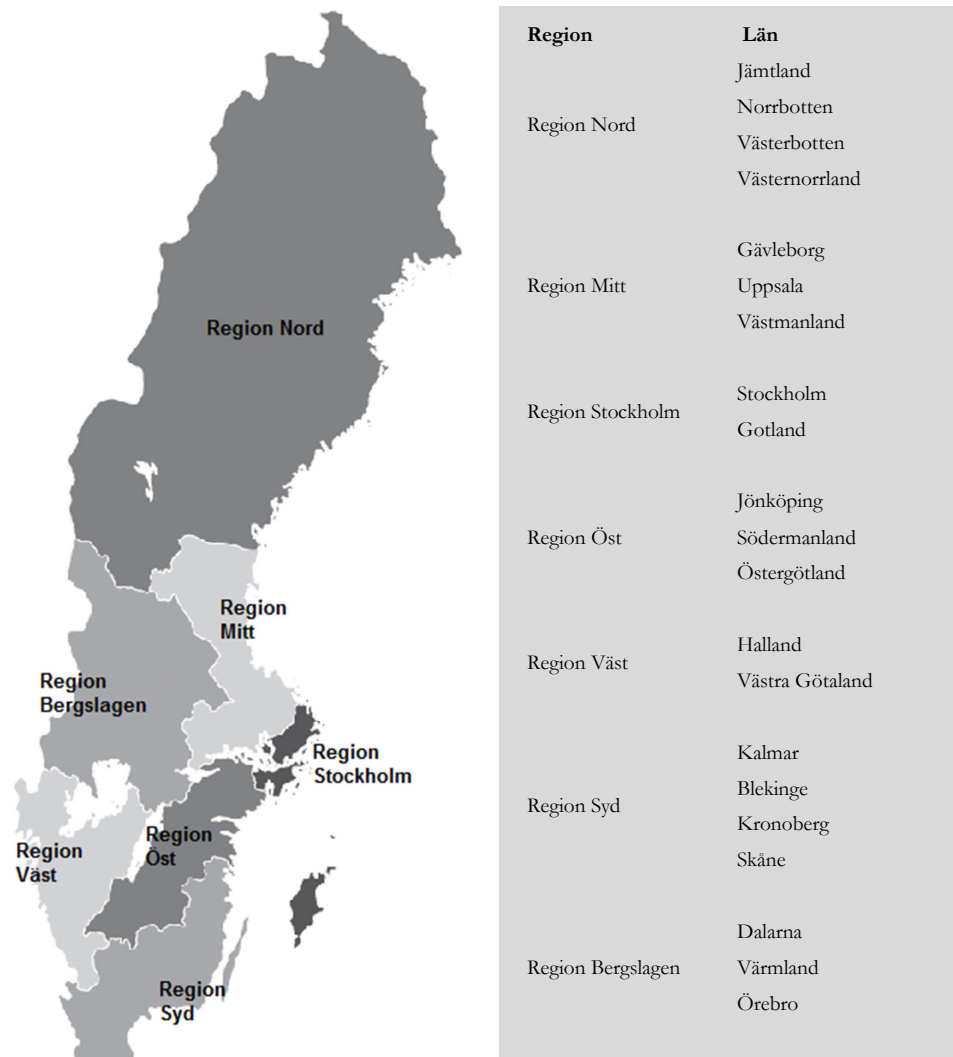 Region Nord
Region
Mitt
Region
Bergslagen
Region
Stockholm
Region
Väst
Region
Öst
Region
Syd
Region Län
Jämtland
Norrbotten
Region Nord
Västerbotten
Västernorrland
Gävleborg
Region Mitt Uppsala
Västmanland
Stockholm
Region Stockholm
Gotland
Jönköping
Region Öst Södermanland
Östergötland
Halland
Region Väst
Västra Götaland
Kalmar
Blekinge
Region Syd
Kronoberg
Skåne
Dalarna
Region Bergslagen Värmland
Örebro